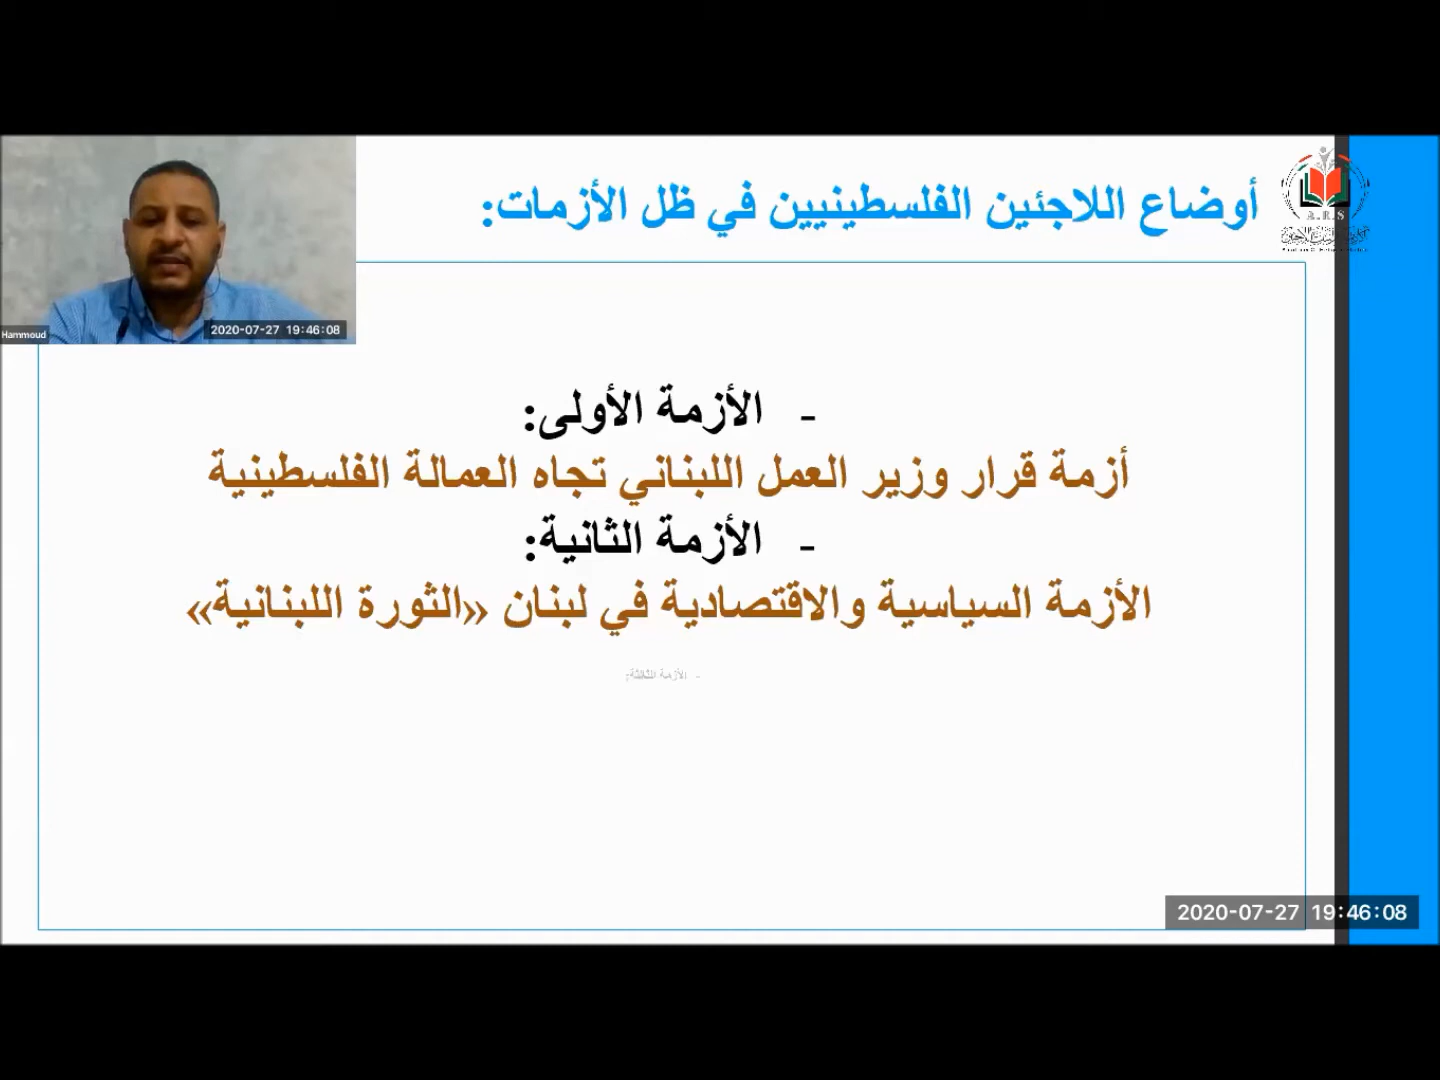 أوضاع اللاجئين الفلسطينيين في ظل الأزمات:
A.R.S
Hammoud
2020-07-27 19:46:08
- الأزمة الأولى:
أزمة قرار وزير العمل اللبناني تجاه العمالة الفلسطينية
- الأزمة الثانية:
الأزمة السياسية والاقتصادية في لبنان «الثورة اللبنانية»
- الأزمة الثالثة:
2020-07-27 19:46:08